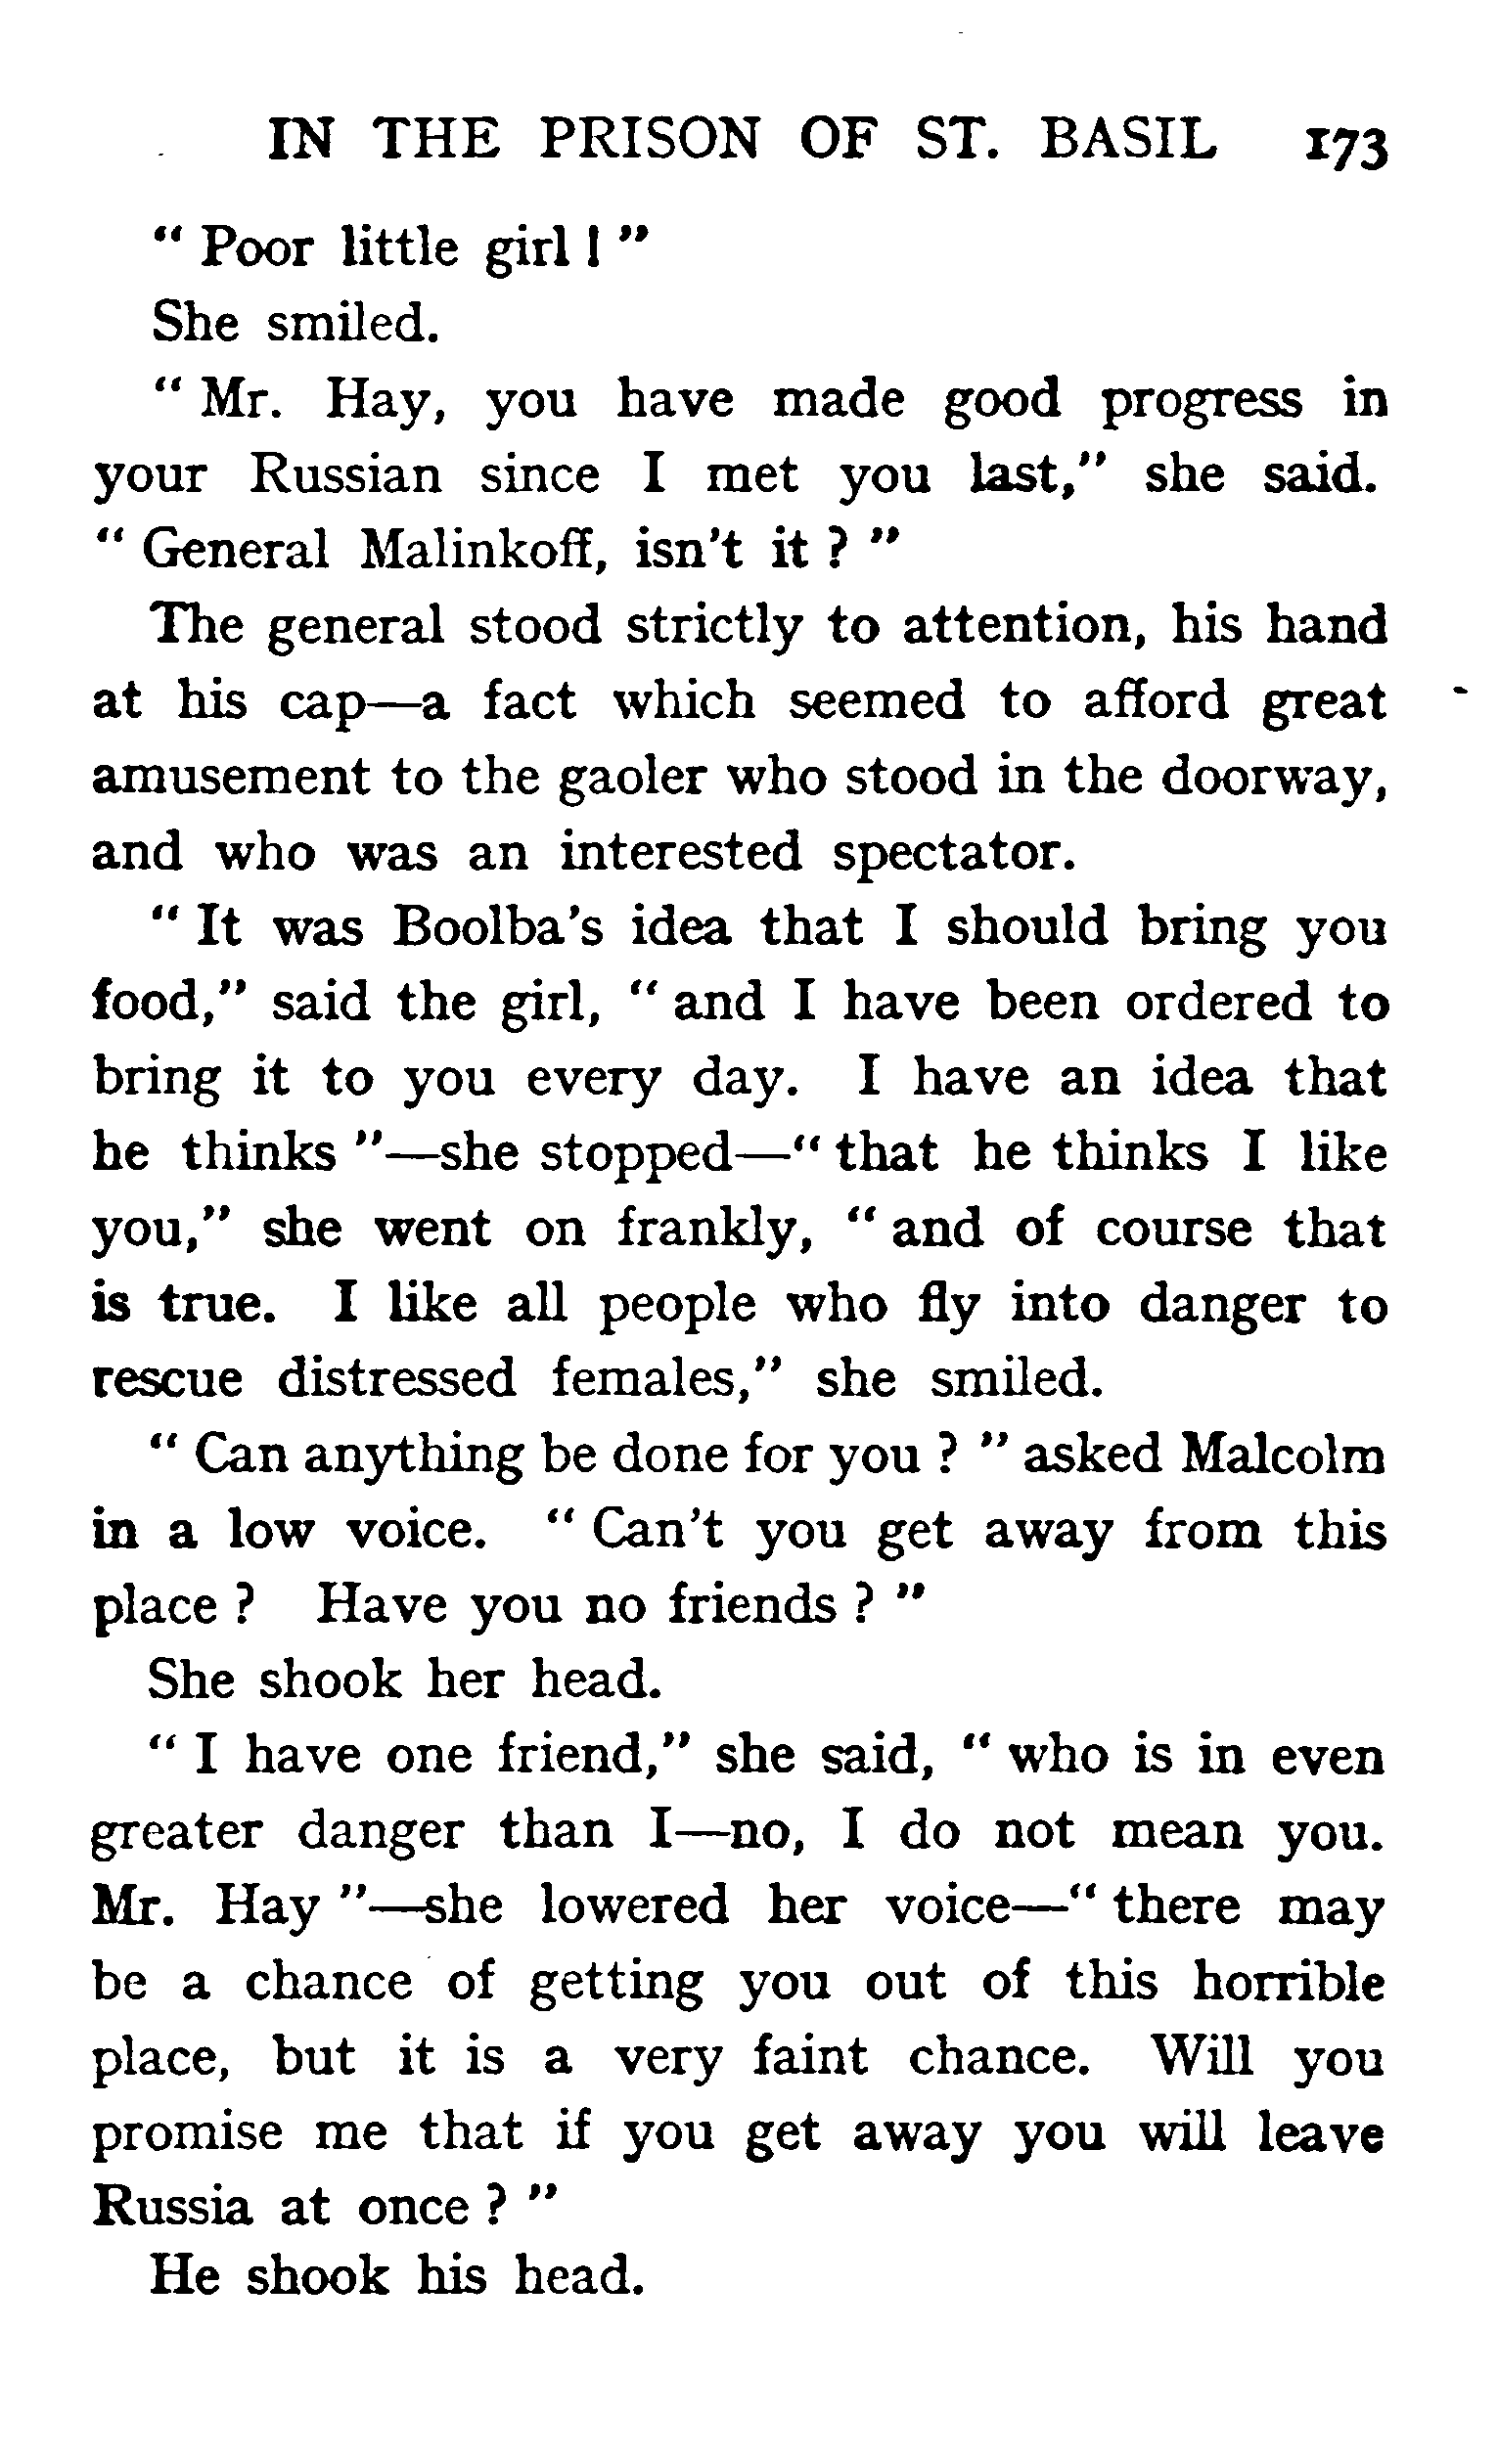 IN THE PRISON OF ST. BASIL 173
“ Poor little girl ! ”
She smiled.
“ Mr. Hay, you have made good progress in
your Russian since I met you last,” she said.
“ General Malinkoff, isn't it ? ”
The general stood strictly to attention, his hand
at his cap—a fact which seemed to afford great
amusement to the gaoler who stood in the doorway,
and who was an interested spectator.
“ It was Boolba's idea that I should bring you
food,” said the girl, “ and I have been ordered to
bring it to you every day. I have an idea that
he thinks ”—she stopped—“ that he thinks I like
you,” she went on frankly, “ and of course that
is true. I like all people who fly into danger to
rescue distressed females,” she smiled.
“ Can anything be done for you ? ” asked Malcolm
in a low voice. “ Can't you get away from this
place ? Have you no friends ? ”
She shook her head.
“ I have one friend,” she said, “ who is in even
greater danger than I—no, I do not mean you.
Mr. Hay ”—she lowered her voice—“ there may
be a chance of getting you out of this horrible
place, but it is a very faint chance. Will you
promise me that if you get away you will leave
Russia at once ? ”
He shook his head.